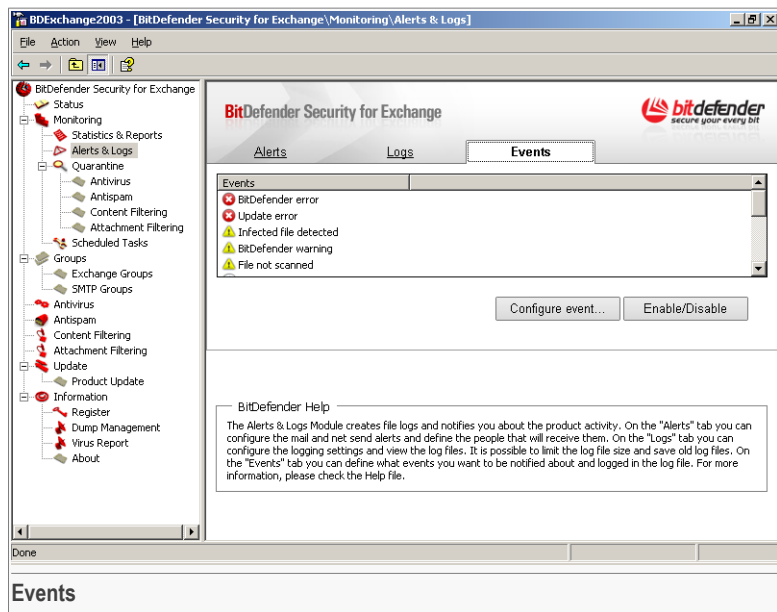 BDExchange2003 - [BitDefender Security for Exchange\Monitoring\Alerts & Logs]
File Action View Help
BitDefender Security for Exchange
Status
Monitoring
Statistics & Reports
Alerts & Logs
Quarantine
Antivirus
Antispam
Content Filtering
Attachment Filtering
Scheduled Tasks
Groups
Exchange Groups
SMTP Groups
Antivirus
Antispam
Content Filtering
Attachment Filtering
Update
Product Update
Information
Register
Dump Management
Virus Report
About
BitDefender Security for Exchange
bitdefender
secure your every bit
Alerts Logs Events
Events
BitDefender error
Update error
Infected file detected
BitDefender warning
File not scanned
Configure event... Enable/Disable
BitDefender Help
The Alerts & Logs Module creates file logs and notifies you about the product activity. On the "Alerts" tab you can
configure the mail and net send alerts and define the people that will receive them. On the "Logs" tab you can
configure the logging settings and view the log files. It is possible to limit the log file size and save old log files. On
the "Events" tab you can define what events you want to be notified about and logged in the log file. For more
information, please check the Help file.
Done
Events